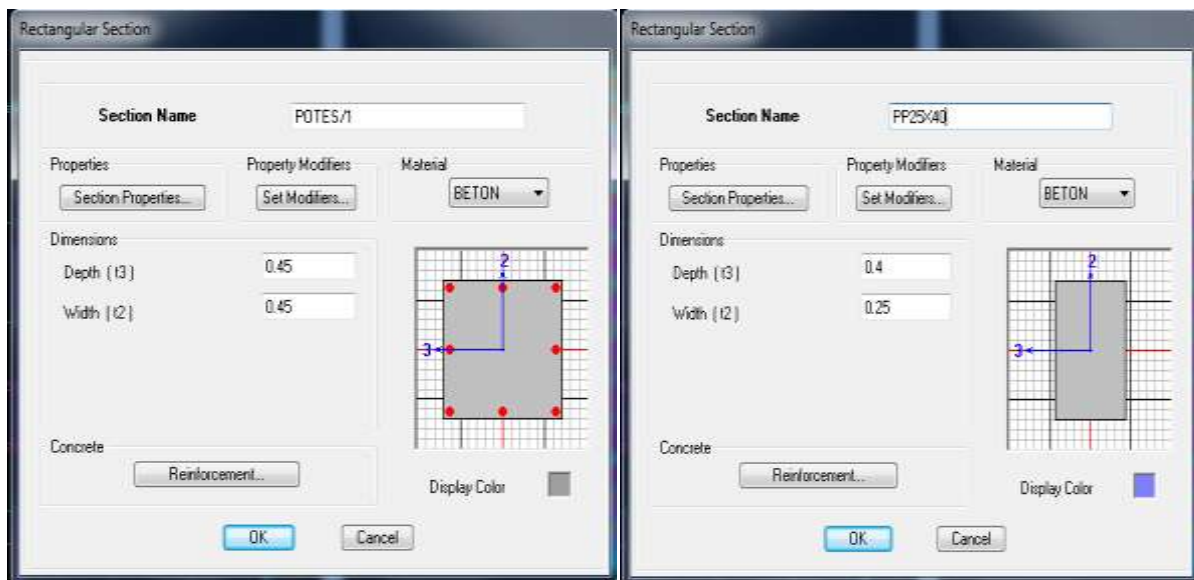 Rectangular Section
Section Name POTES/1
Properties Property Modifiers Material
Section Properties... Set Modifiers... BETON
Dimensions
Depth ( t3 ) 0.45
Width ( t2 ) 0.45
2
3
Concrete
Reinforcement...
Display Color
OK Cancel
Rectangular Section
Section Name PP25X40
Properties Property Modifiers Material
Section Properties... Set Modifiers... BETON
Dimensions
Depth ( t3 ) 0.4
Width ( t2 ) 0.25
2
3
Concrete
Reinforcement...
Display Color
OK Cancel